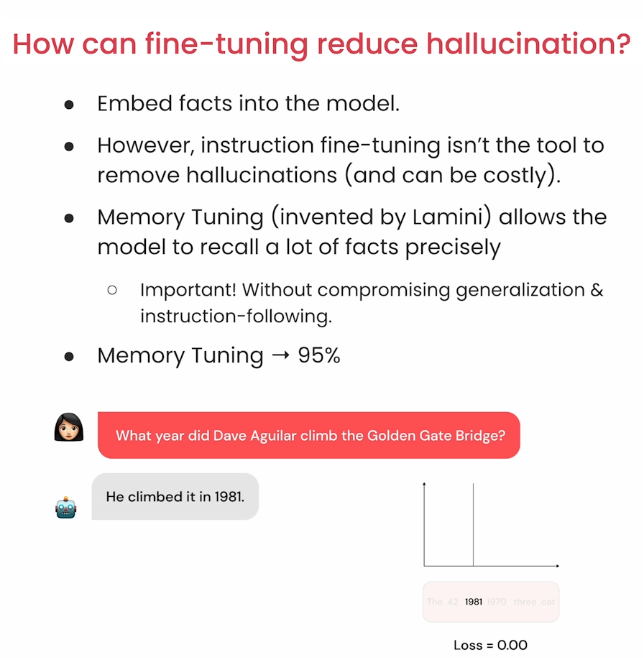 How can fine-tuning reduce hallucination?
● Embed facts into the model.
● However, instruction fine-tuning isn't the tool to
remove hallucinations (and can be costly).
● Memory Tuning (invented by Lamini) allows the
model to recall a lot of facts precisely
○ Important! Without compromising generalization &
instruction-following.
● Memory Tuning → 95%
What year did Dave Aguilar climb the Golden Gate Bridge?
He climbed it in 1981.
The 42 1981 1970 three cat
Loss = 0.00